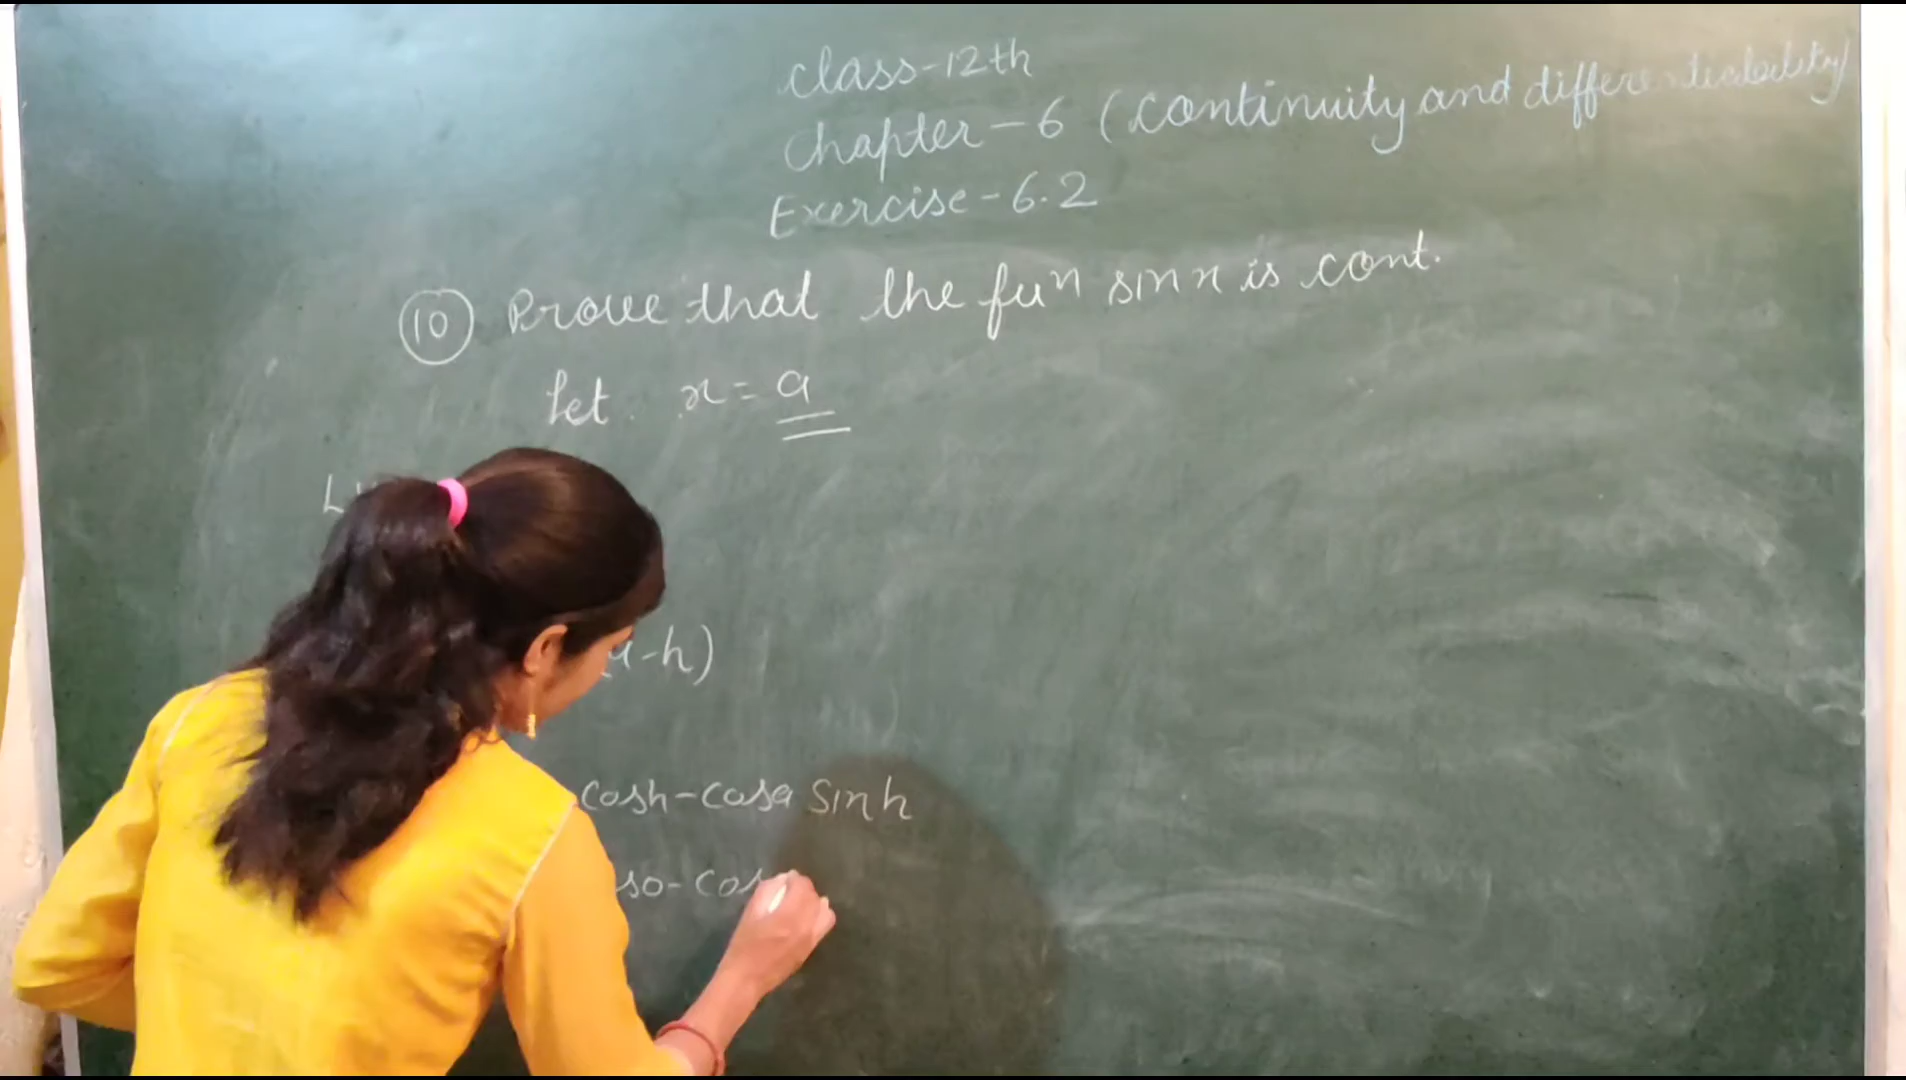 class-12th
chapter-6 (continuity and differentiability)
Exercise-6.2
10 Prove that the fuⁿ sin x is cont.
Let x = a
L
a-h)
cosh-cosa sinh
so-cos